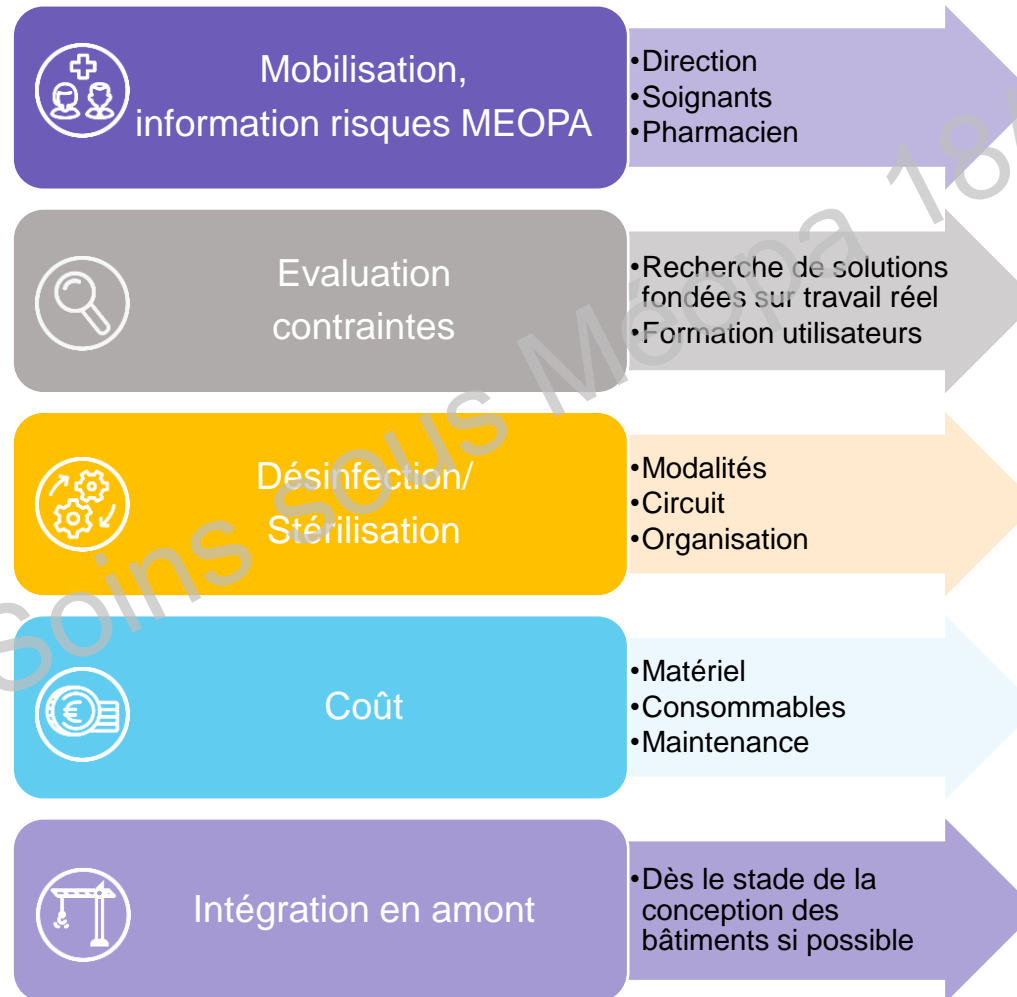 Mobilisation,
information risques MEOPA
•Direction
•Soignants
•Pharmacien
Evaluation
contraintes
•Recherche de solutions
fondées sur travail réel
•Formation utilisateurs
Désinfection/
Stérilisation
•Modalités
•Circuit
•Organisation
Coût
€
•Matériel
•Consommables
•Maintenance
Intégration en amont
•Dès le stade de la
conception des
bâtiments si possible
Soins sous Meopa